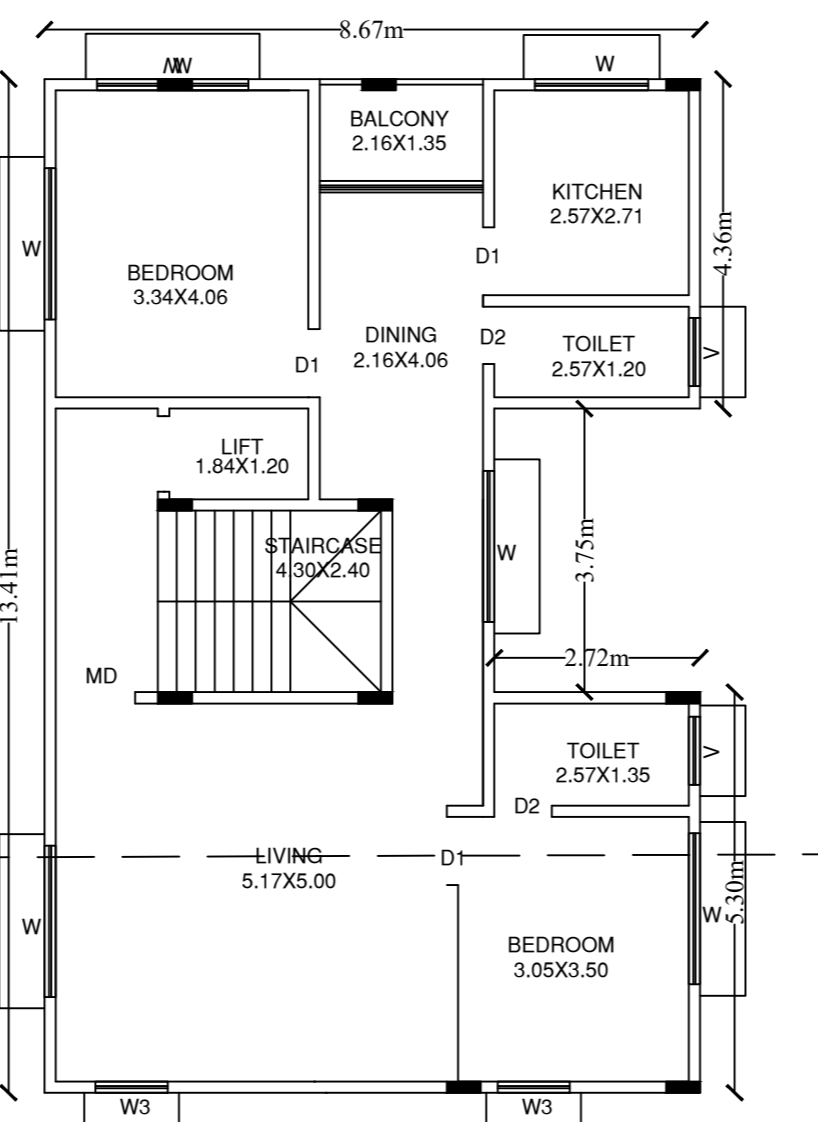 8.67m
W
W
BALCONY
2.16X1.35
KITCHEN
2.57X2.71
W
D1
4.36m
BEDROOM
3.34X4.06
DINING
2.16X4.06
D2
TOILET
2.57X1.20
V
D1
LIFT
1.84X1.20
STAIRCASE
4.30X2.40
W
3.75m
13.41m
2.72m
MD
TOILET
2.57X1.35
V
D2
LIVING
5.17X5.00
D1
5.30m
W
W
BEDROOM
3.05X3.50
W3
W3